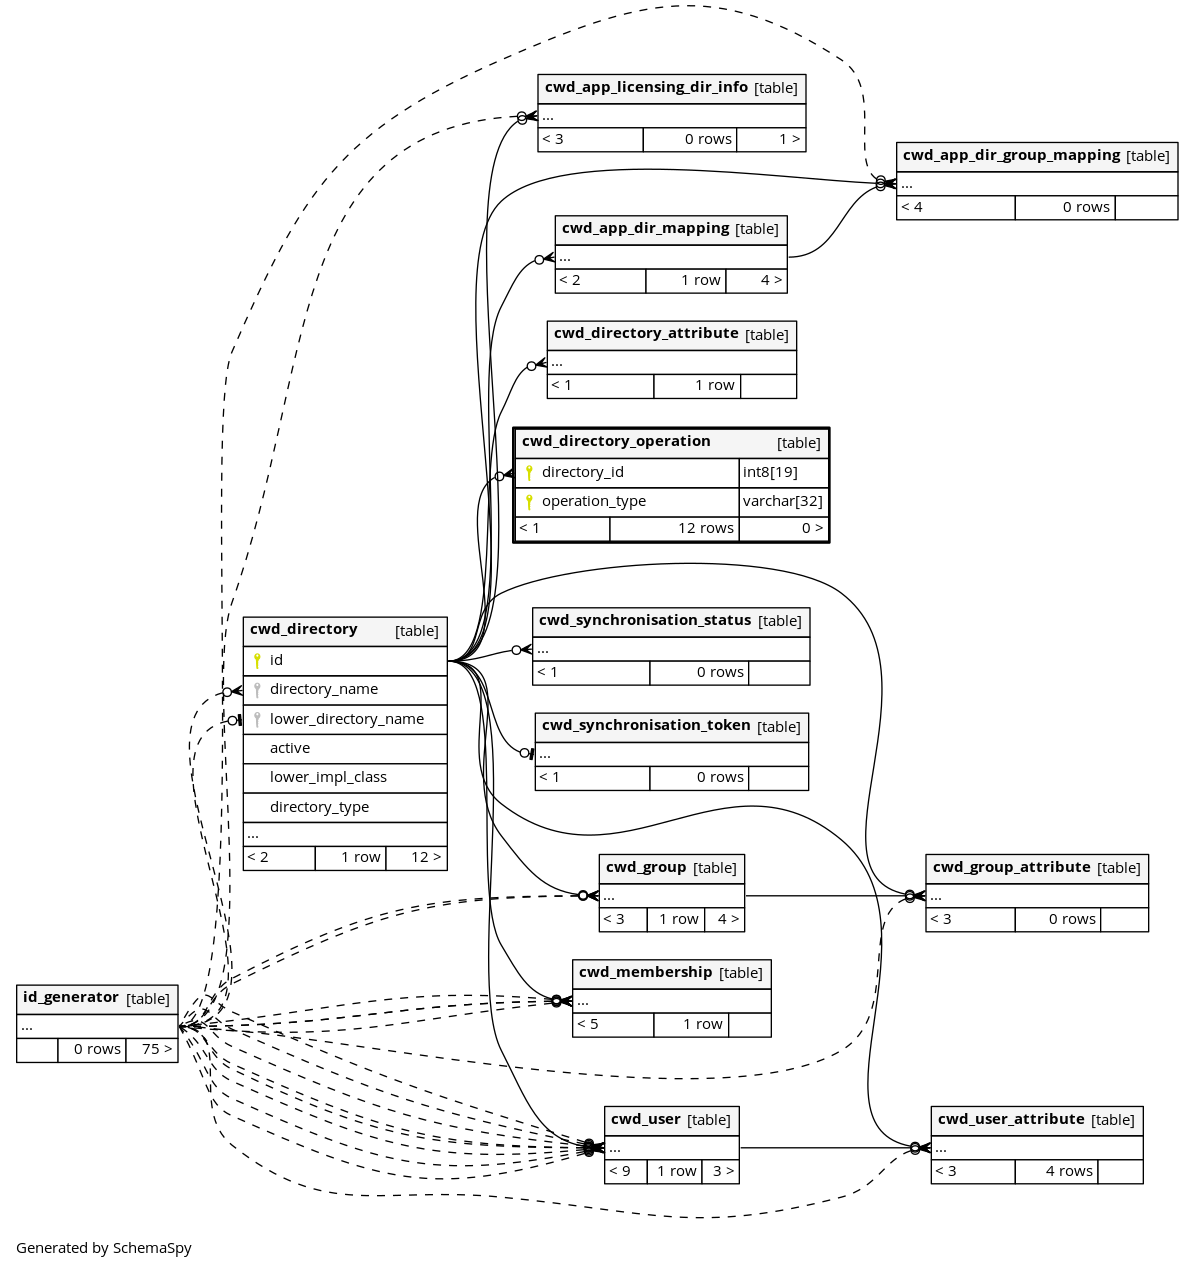 cwd_app_licensing_dir_info [table]
...
< 3 0 rows 1 >
cwd_app_dir_group_mapping [table]
...
< 4 0 rows
cwd_app_dir_mapping [table]
...
< 2 1 row 4 >
cwd_directory_attribute [table]
...
< 1 1 row
cwd_directory_operation [table]
directory_id int8[19]
operation_type varchar[32]
< 1 12 rows 0 >
cwd_directory [table]
id
directory_name
lower_directory_name
active
lower_impl_class
directory_type
...
< 2 1 row 12 >
cwd_synchronisation_status [table]
...
< 1 0 rows
cwd_synchronisation_token [table]
...
< 1 0 rows
cwd_group [table]
...
< 3 1 row 4 >
cwd_group_attribute [table]
...
< 3 0 rows
cwd_membership [table]
...
< 5 1 row
id_generator [table]
...
0 rows 75 >
cwd_user [table]
...
< 9 1 row 3 >
cwd_user_attribute [table]
...
< 3 4 rows
Generated by SchemaSpy